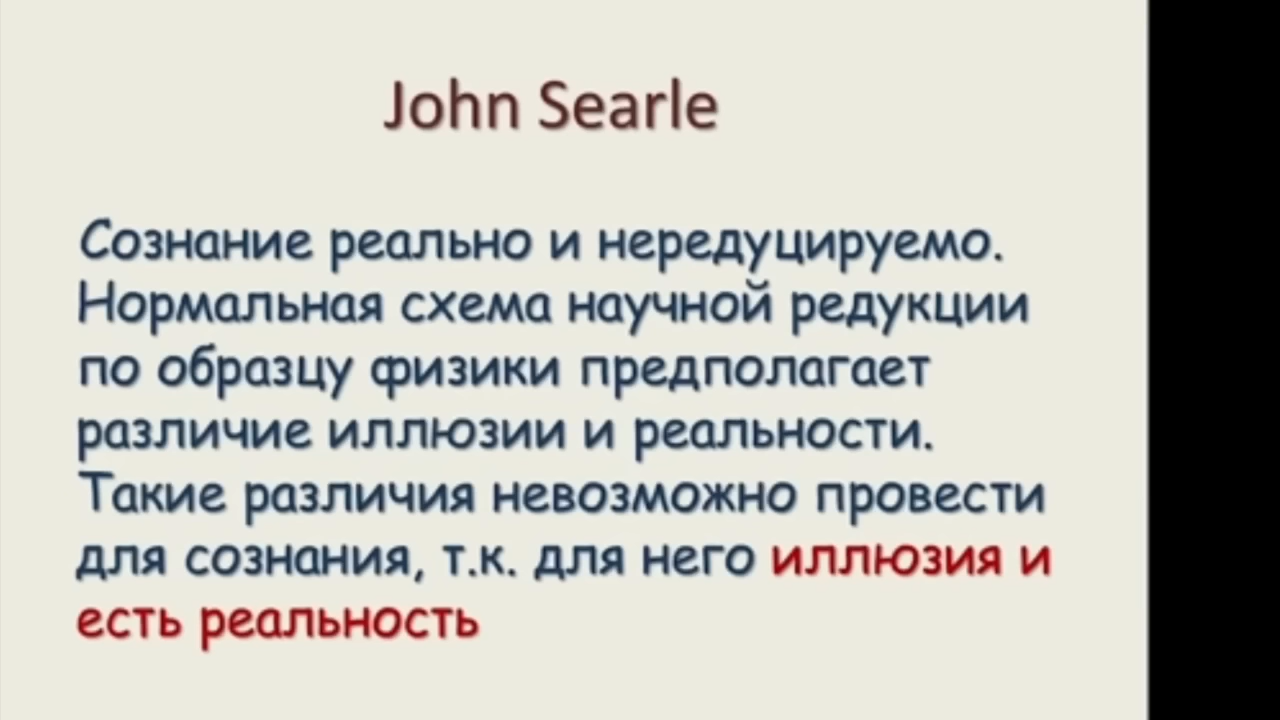 John Searle
Сознание реально и нередуцируемо.
Нормальная схема научной редукции
по образцу физики предполагает
различие иллюзии и реальности.
Такие различия невозможно провести
для сознания, т.к. для него иллюзия и
есть реальность